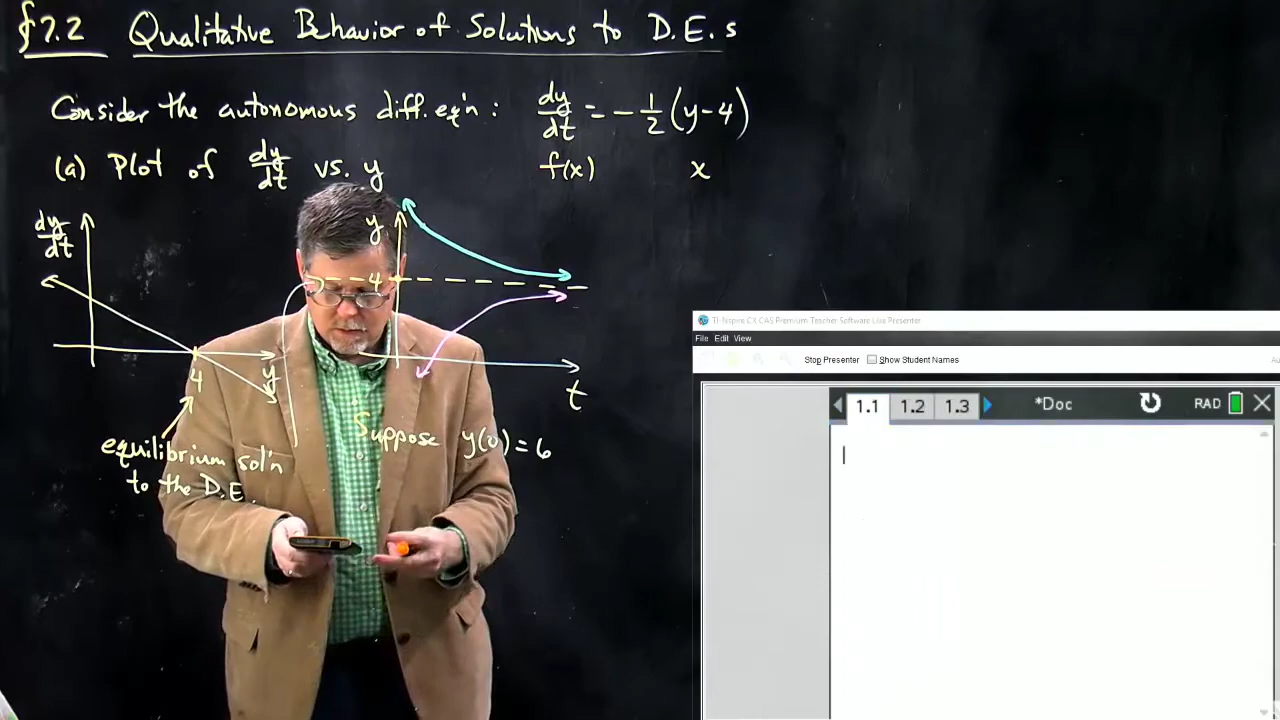 §7.2 Qualitative Behavior of Solutions to D.E.s
Consider the autonomous diff. eq'n: dy/dt = -1/2 (y-4)
(a) Plot of dy/dt vs. y
f(x) x
dy/dt
y
4
4
y
t
equilibrium sol'n
to the D.E.
Suppose y(0) = 6
TI-Nspire CX CAS Premium Teacher Software Live Presenter
File Edit View
Stop Presenter Show Student Names
1.1 1.2 1.3 *Doc RAD